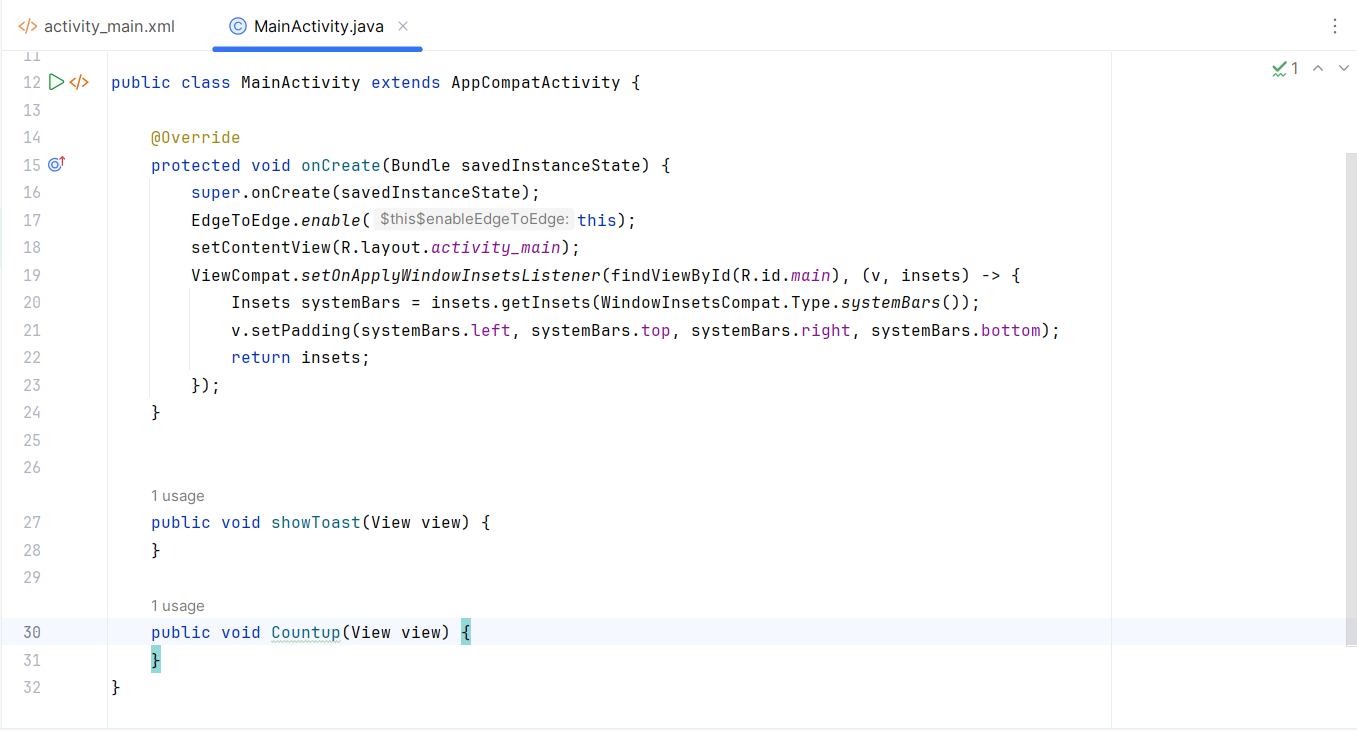 activity_main.xml MainActivity.java
11
12 public class MainActivity extends AppCompatActivity { 1
13
14 @Override
15 protected void onCreate(Bundle savedInstanceState) {
16 super.onCreate(savedInstanceState);
17 EdgeToEdge.enable( $this$enableEdgeToEdge: this);
18 setContentView(R.layout.activity_main);
19 ViewCompat.setOnApplyWindowInsetsListener(findViewById(R.id.main), (v, insets) -> {
20 Insets systemBars = insets.getInsets(WindowInsetsCompat.Type.systemBars());
21 v.setPadding(systemBars.left, systemBars.top, systemBars.right, systemBars.bottom);
22 return insets;
23 });
24 }
25
26
1 usage
27 public void showToast(View view) {
28 }
29
1 usage
30 public void Countup(View view) {
31 }
32 }